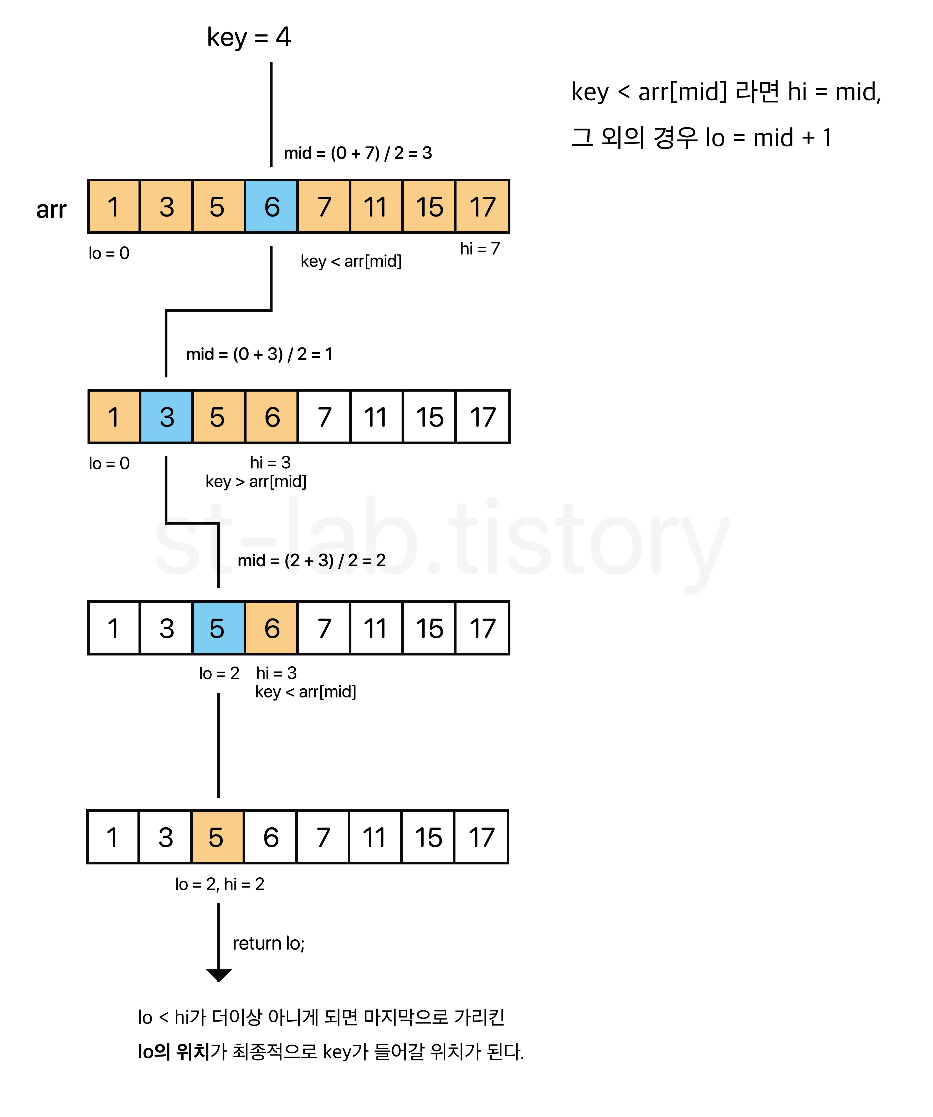 key = 4
key < arr[mid] 라면 hi = mid,
그 외의 경우 lo = mid + 1
mid = (0 + 7) / 2 = 3
arr 1 3 5 6 7 11 15 17
lo = 0 hi = 7
key < arr[mid]
mid = (0 + 3) / 2 = 1
1 3 5 6 7 11 15 17
lo = 0 hi = 3
key > arr[mid]
st-lab.tistory
mid = (2 + 3) / 2 = 2
1 3 5 6 7 11 15 17
lo = 2 hi = 3
key < arr[mid]
1 3 5 6 7 11 15 17
lo = 2, hi = 2
return lo;
lo < hi가 더이상 아니게 되면 마지막으로 가리킨
lo의 위치가 최종적으로 key가 들어갈 위치가 된다.